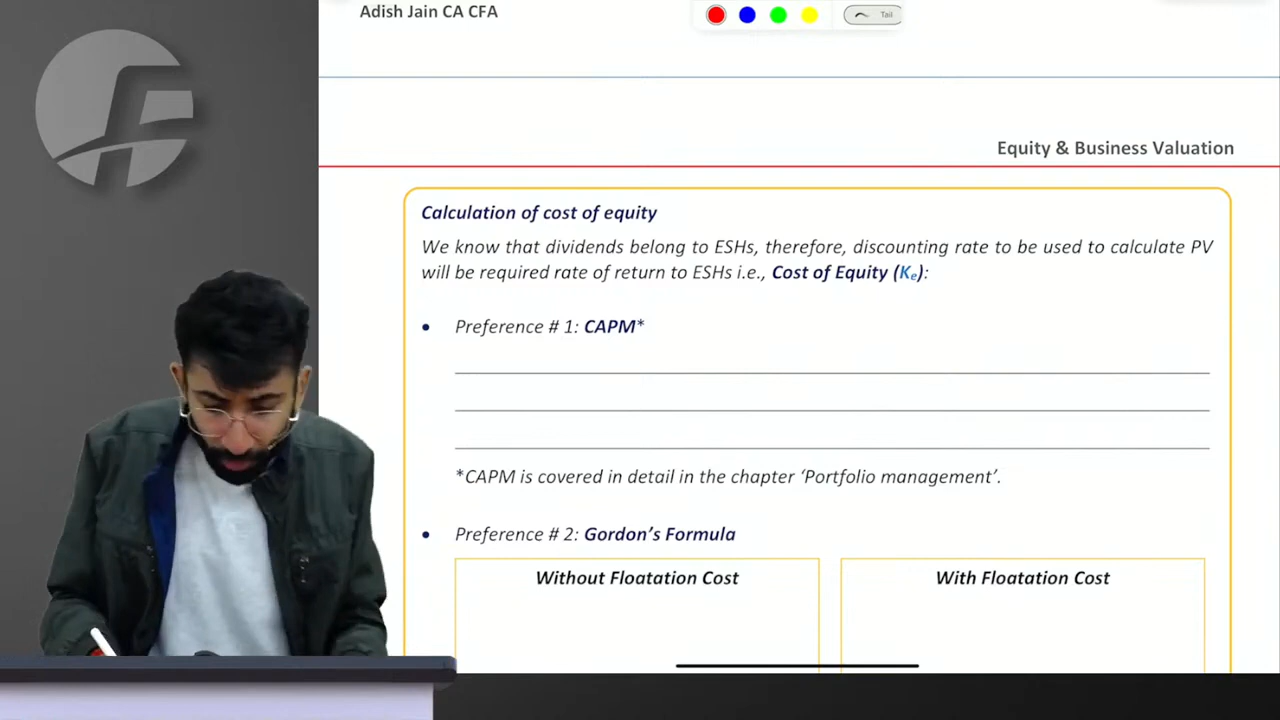 Adish Jain CA CFA
Tail
Equity & Business Valuation
Calculation of cost of equity
We know that dividends belong to ESHs, therefore, discounting rate to be used to calculate PV
will be required rate of return to ESHs i.e., Cost of Equity (Ke):
• Preference # 1: CAPM*
*CAPM is covered in detail in the chapter ‘Portfolio management’.
• Preference # 2: Gordon’s Formula
Without Floatation Cost
With Floatation Cost